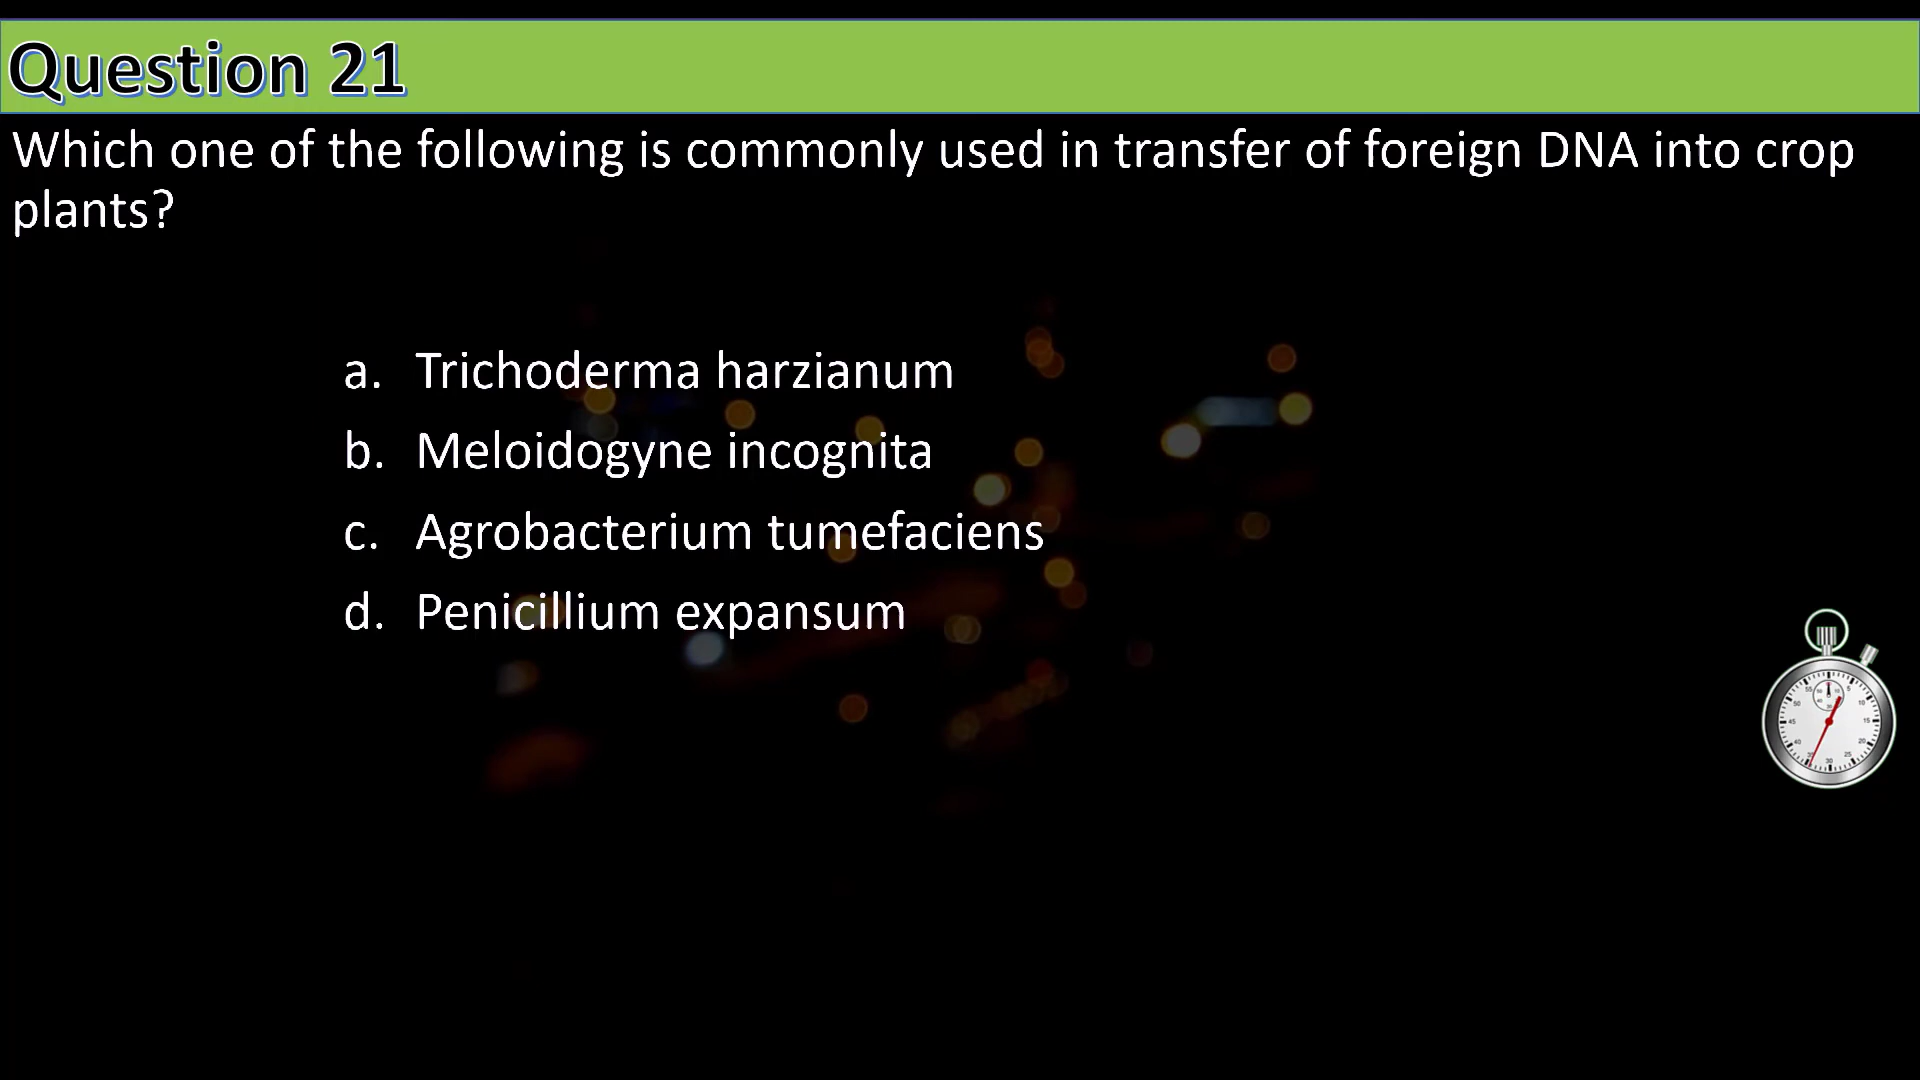 Question 21
Which one of the following is commonly used in transfer of foreign DNA into crop
plants?
a. Trichoderma harzianum
b. Meloidogyne incognita
c. Agrobacterium tumefaciens
d. Penicillium expansum